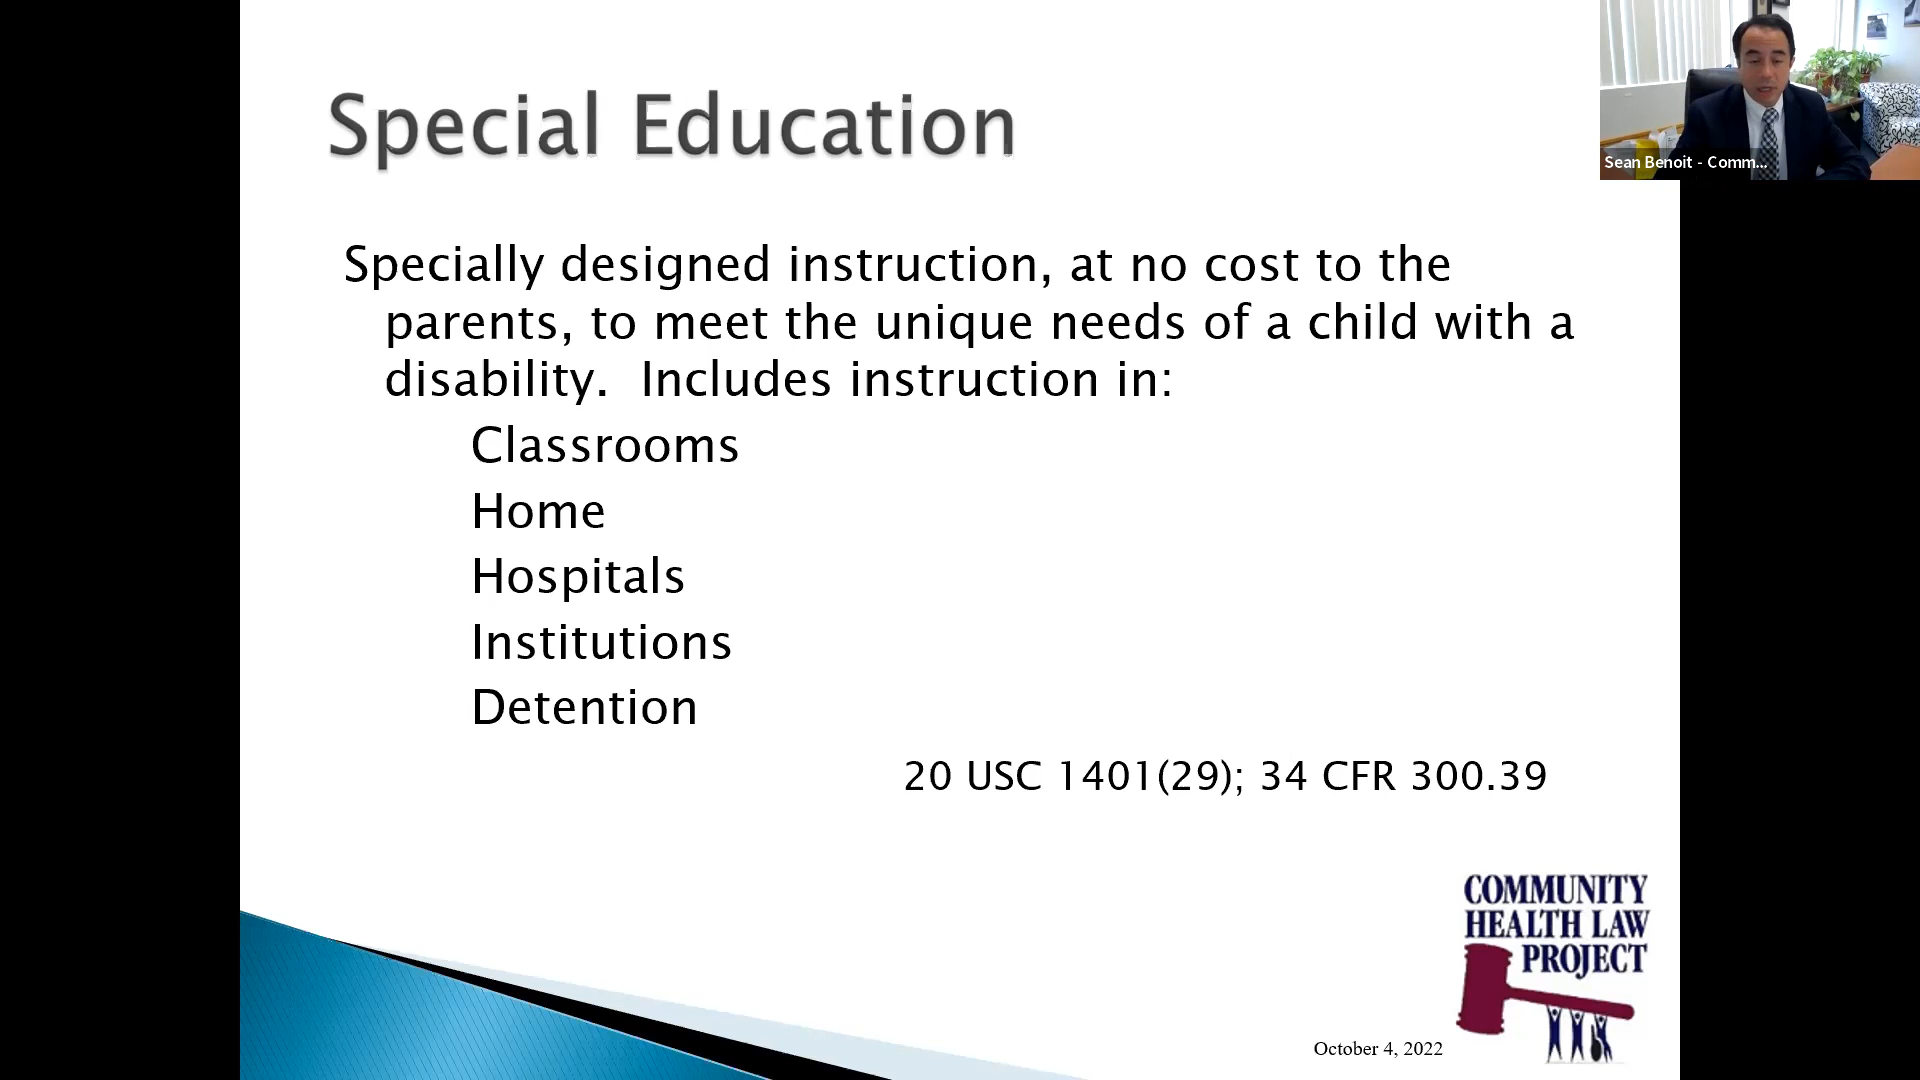 Special Education
Sean Benoit - Comm...
Specially designed instruction, at no cost to the
parents, to meet the unique needs of a child with a
disability.  Includes instruction in:
Classrooms
Home
Hospitals
Institutions
Detention
20 USC 1401(29); 34 CFR 300.39
COMMUNITY
HEALTH LAW
PROJECT
October 4, 2022